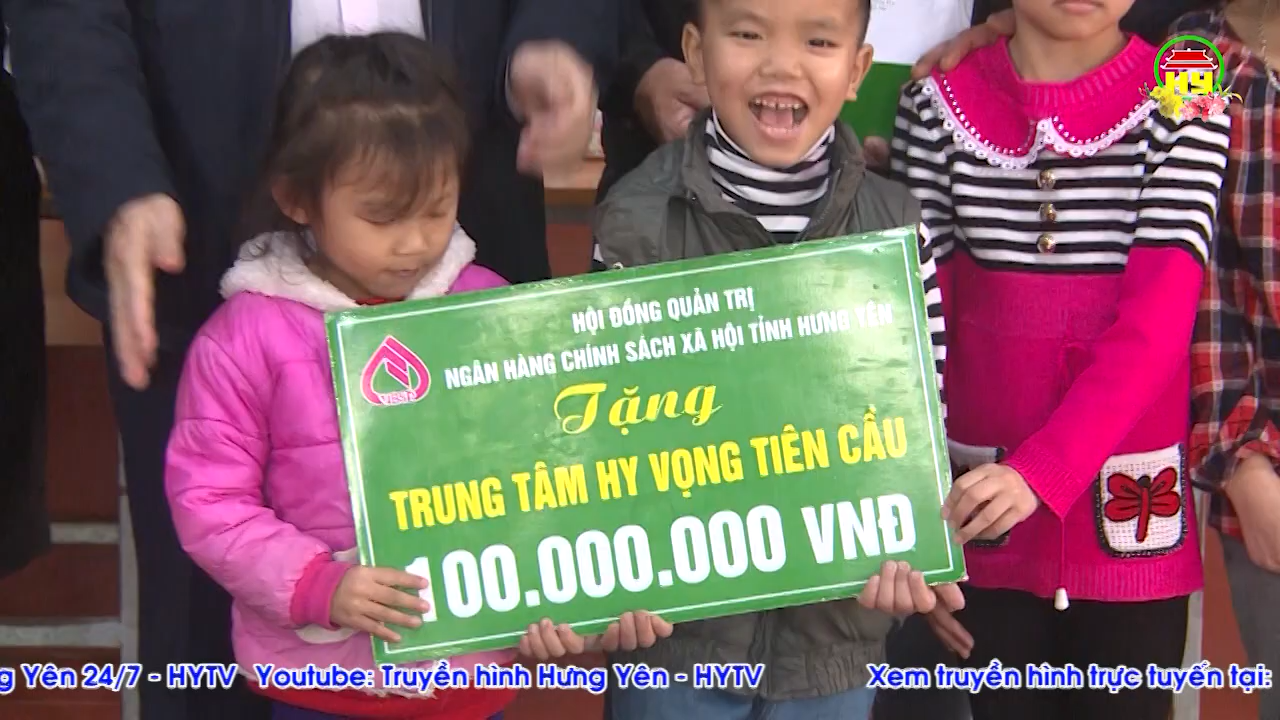 HY
HỘI ĐỒNG QUẢN TRỊ
NGÂN HÀNG CHÍNH SÁCH XÃ HỘI TỈNH HƯNG YÊN
VBSP
Tặng
TRUNG TÂM HY VỌNG TIÊN CẦU
100.000.000 VNĐ
g Yên 24/7 - HYTV Youtube: Truyền hình Hưng Yên - HYTV Xem truyền hình trực tuyến tại: